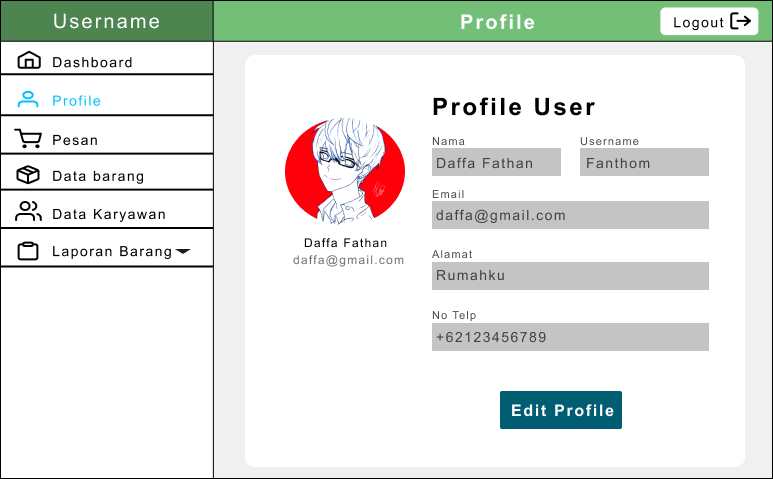 Username
Profile
Logout
Dashboard
Profile
Pesan
Data barang
Data Karyawan
Laporan Barang
Daffa Fathan
daffa@gmail.com
Profile User
Nama
Username
Daffa Fathan
Fanthom
Email
daffa@gmail.com
Alamat
Rumahku
No Telp
+62123456789
Edit Profile